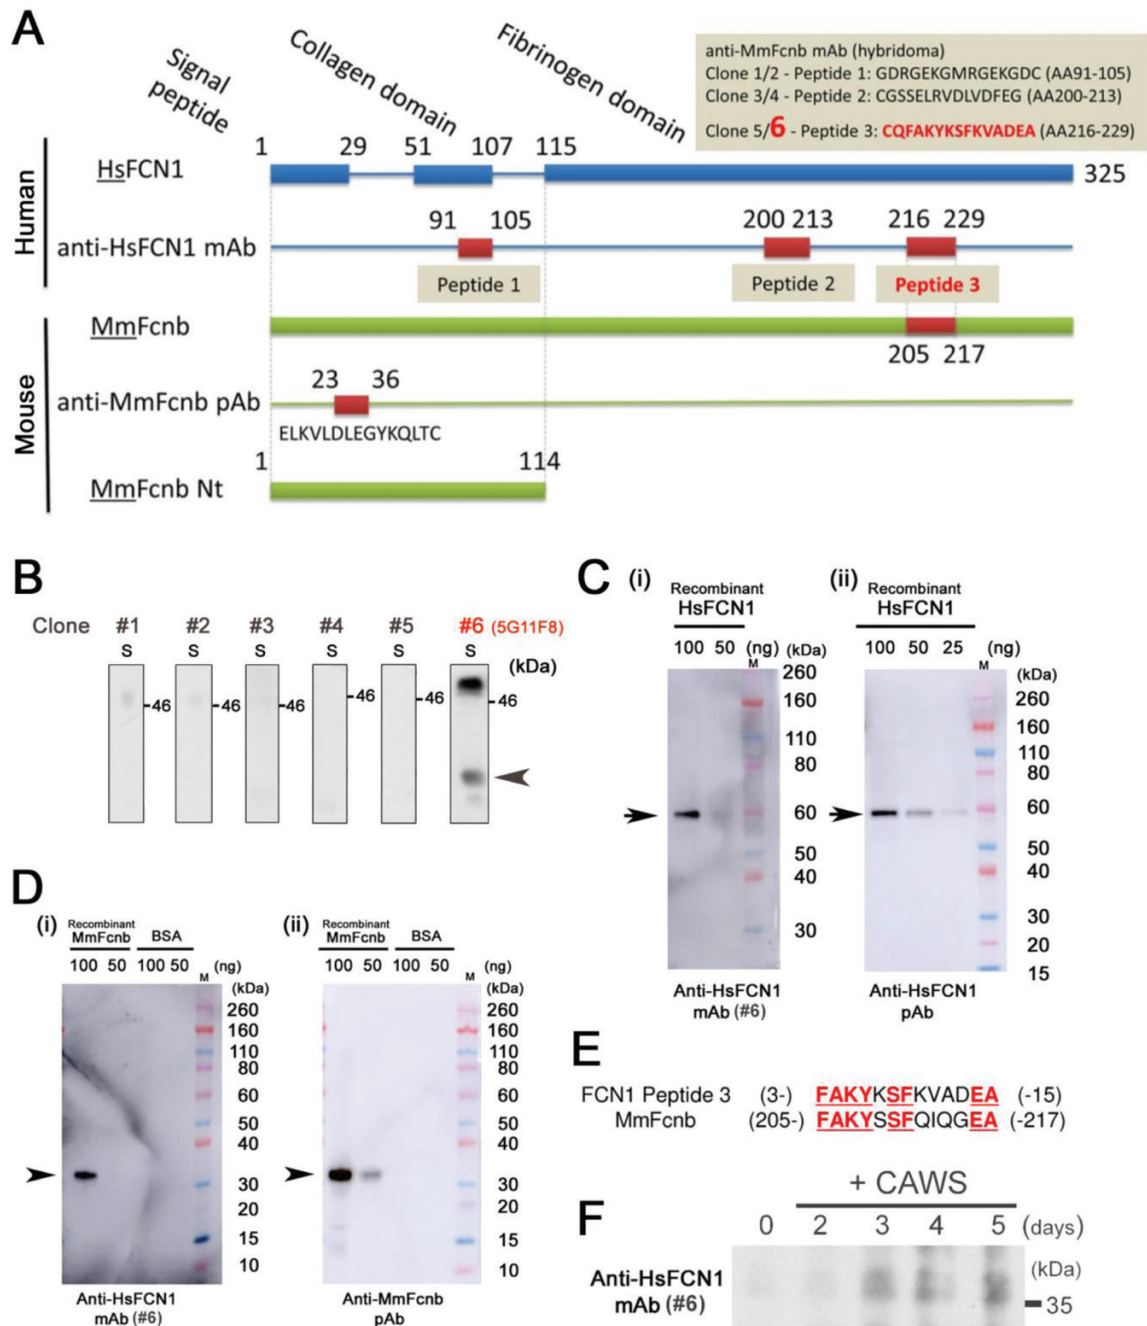 A
Signal peptide
Collagen domain
Fibrinogen domain
anti-MmFcnb mAb (hybridoma)
Clone 1/2 - Peptide 1: GDRGEKGMRGEKGDC (AA91-105)
Clone 3/4 - Peptide 2: CGSSELRVDLVDFEG (AA200-213)
Clone 5/6 - Peptide 3: CQFAKYKSFKVADEA (AA216-229)
Human
1 29 51 107 115
HsFCN1
325
91 105 200 213 216 229
anti-HsFCN1 mAb
Peptide 1 Peptide 2 Peptide 3
Mouse
MmFcnb
205 217
23 36
anti-MmFcnb pAb
ELKVLDLEGYKQLTC
1 114
MmFcnb Nt
B
Clone #1 #2 #3 #4 #5 #6 (5G11F8)
S S S S S S
(kDa)
46 46 46 46 46 46
C
(i)
Recombinant
HsFCN1
100 50 (ng) (kDa)
M
260
160
110
80
60
50
40
30
Anti-HsFCN1
mAb (#6)
(ii)
Recombinant
HsFCN1
100 50 25 (ng)
M
(kDa)
260
160
110
80
60
50
40
30
20
15
Anti-HsFCN1
pAb
D
(i)
Recombinant
MmFcnb BSA
100 50 100 50 (ng)
M
(kDa)
260
160
110
80
60
50
40
30
20
15
10
Anti-HsFCN1
mAb (#6)
(ii)
Recombinant
MmFcnb BSA
100 50 100 50 (ng)
M
(kDa)
260
160
110
80
60
50
40
30
20
15
10
Anti-MmFcnb
pAb
E
FCN1 Peptide 3 (3-) FAKYKSFKVADEA (-15)
MmFcnb (205-) FAKYSSFQIQGEA (-217)
F
+ CAWS
0 2 3 4 5 (days)
Anti-HsFCN1
mAb (#6)
(kDa)
35